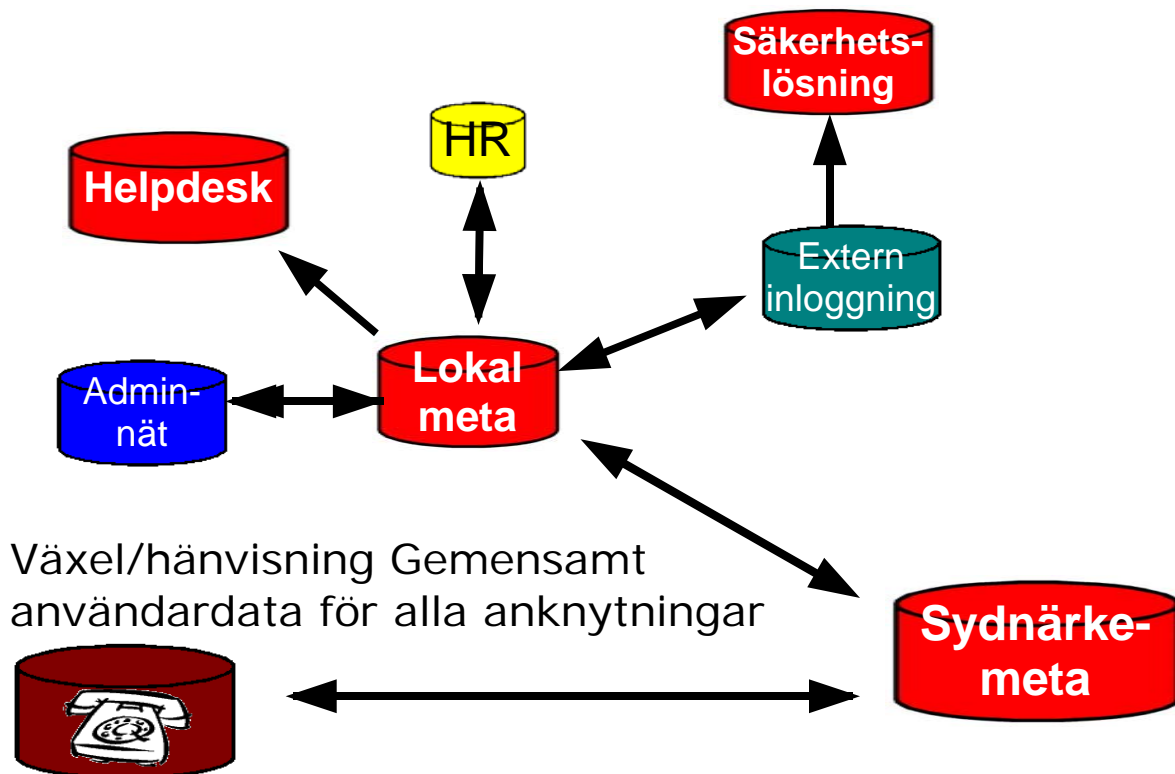 Säkerhets-
lösning
HR
Helpdesk
Extern
inloggning
Lokal
meta
Admin-
nät
Växel/hänvisning Gemensamt
användardata för alla anknytningar
Sydnärke-
meta